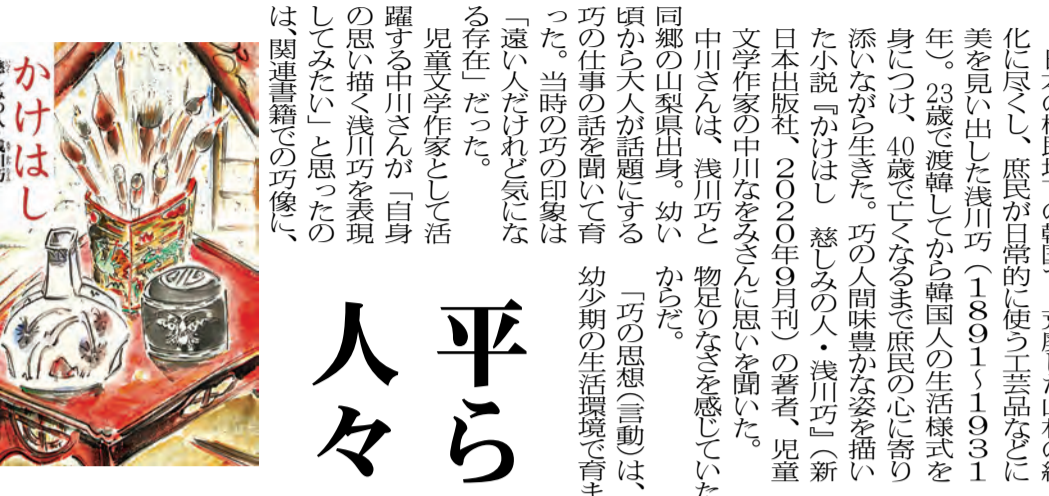 化に尽くし、庶民が日常的に使う工芸品などに
美を見い出した浅川巧（1891〜1931
年）。23歳で渡韓してから韓国人の生活様式を
身につけ、40歳で亡くなるまで庶民の心に寄り
添いながら生きた。巧の人間味豊かな姿を描い
た小説『かけはし　慈しみの人・浅川巧』（新
日本出版社、2020年9月刊）の著者、児童
文学作家の中川なをみさんに思いを聞いた。
中川さんは、浅川巧と
同郷の山梨県出身。幼い
頃から大人が話題にする
巧の仕事の話を聞いて育
った。当時の巧の印象は
「遠い人だけれど気にな
る存在」だった。
児童文学作家として活
躍する中川さんが「自身
の思い描く浅川巧を表現
してみたい」と思ったの
は、関連書籍での巧像に、
物足りなさを感じていた
からだ。
「巧の思想（言動）は、
幼少期の生活環境で育ま
平ら
人々
かけはし